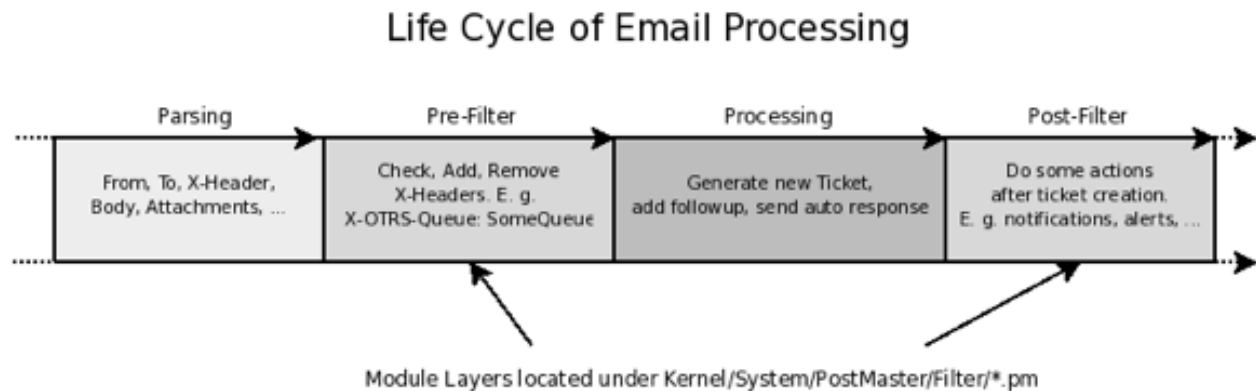 Life Cycle of Email Processing
Parsing
Pre-Filter
Processing
Post-Filter
From, To, X-Header,
Body, Attachments, ...
Check, Add, Remove
X-Headers. E. g.
X-OTRS-Queue: SomeQueue
Generate new Ticket,
add followup, send auto response
Do some actions
after ticket creation.
E. g. notifications, alerts, ...
Module Layers located under Kernel/System/PostMaster/Filter/*.pm